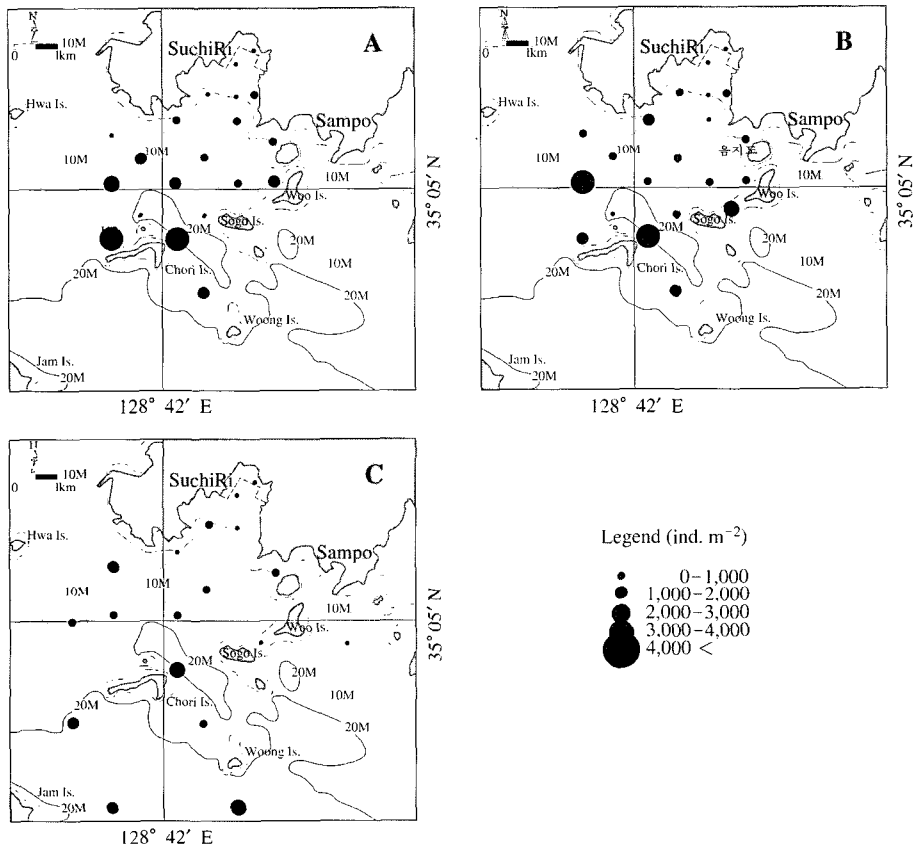 N
A
SuchiRi
10M
0 1km
Hwa Is.
Sampo
10M
10M
10M
Woo Is.
Sogo Is.
20M
20M
Chori Is.
10M
20M
20M
Woong Is.
Jam Is.
20M
128° 42′ E
35° 05′ N
N
B
SuchiRi
10M
0 1km
Hwa Is.
Sampo
음지도
10M
10M
10M
Woo Is.
Sogo Is.
20M
20M
Chori Is.
10M
20M
20M
Woong Is.
Jam Is.
20M
128° 42′ E
35° 05′ N
C
SuchiRi
10M
0 1km
Hwa Is.
Sampo
10M
10M
10M
Woo Is.
Sogo Is.
20M
20M
Chori Is.
10M
20M
20M
Woong Is.
Jam Is.
20M
128° 42′ E
35° 05′ N
Legend (ind. m⁻²)
0−1,000
1,000−2,000
2,000−3,000
3,000−4,000
4,000 <